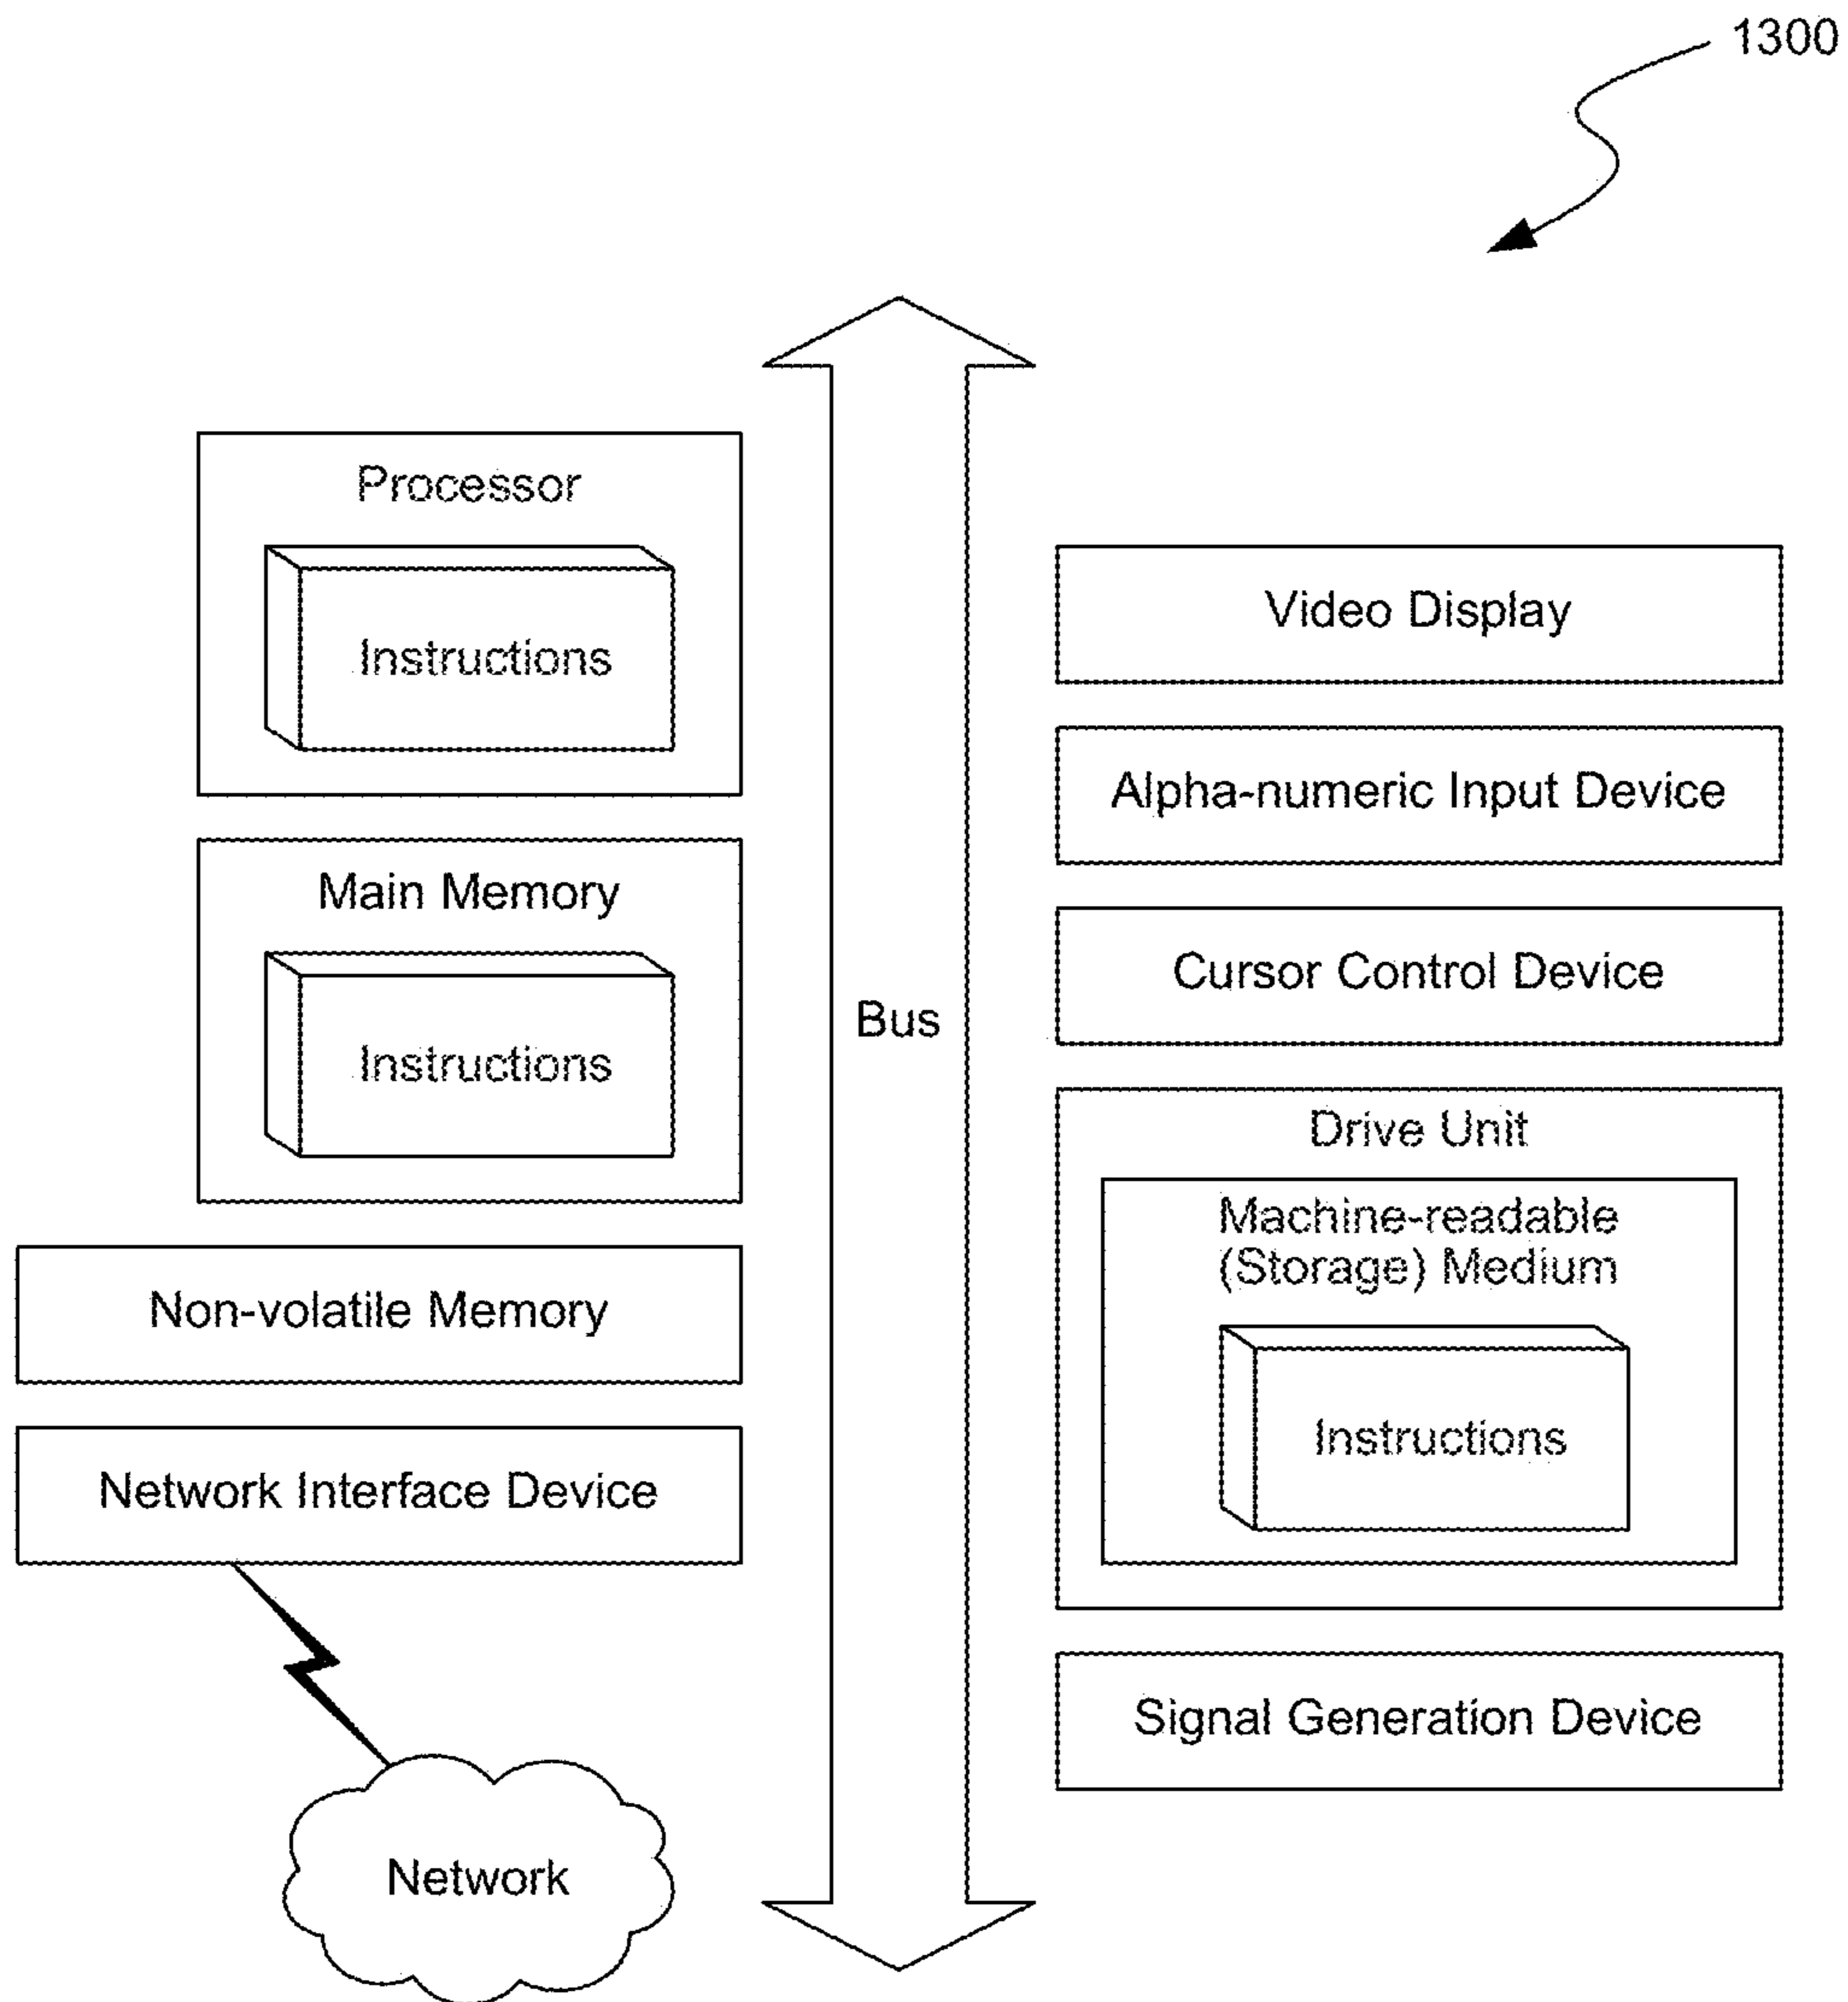 1300
Processor
Instructions
Main Memory
Instructions
Non-volatile Memory
Network Interface Device
Network
Bus
Video Display
Alpha-numeric Input Device
Cursor Control Device
Drive Unit
Machine-readable
(Storage) Medium
Instructions
Signal Generation Device